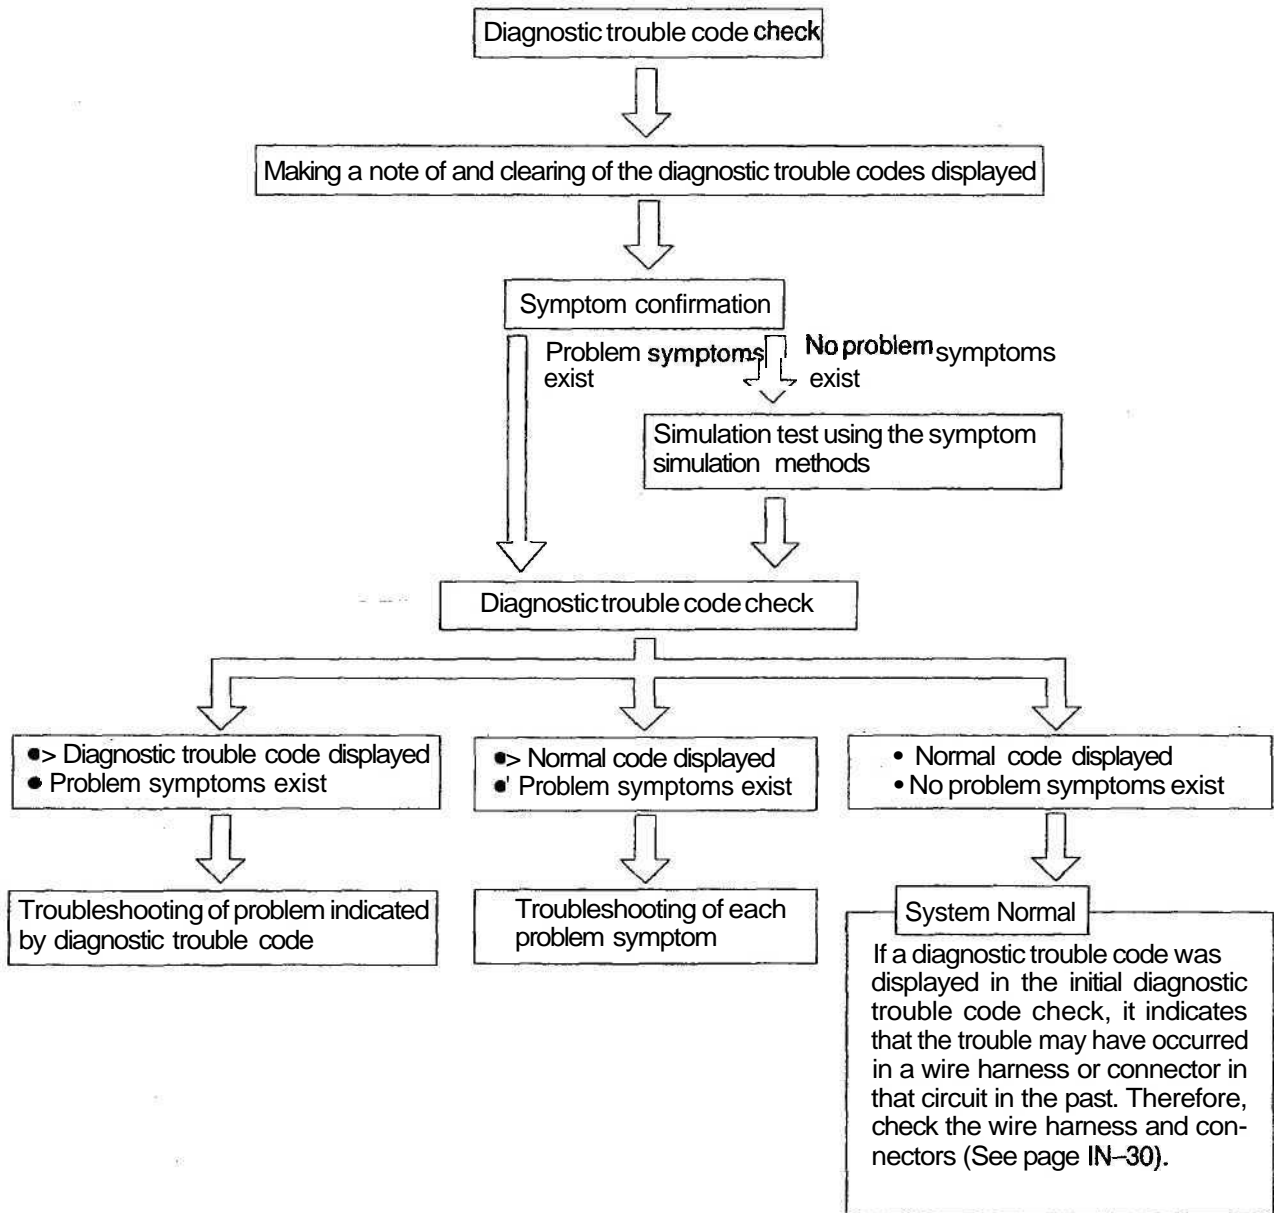 Diagnostic trouble code check
Making a note of and clearing of the diagnostic trouble codes displayed
Symptom confirmation
Problem symptoms
exist
No problem symptoms
exist
Simulation test using the symptom
simulation methods
Diagnostic trouble code check
●> Diagnostic trouble code displayed
● Problem symptoms exist
●> Normal code displayed
●' Problem symptoms exist
• Normal code displayed
• No problem symptoms exist
Troubleshooting of problem indicated
by diagnostic trouble code
Troubleshooting of each
problem symptom
System Normal
If a diagnostic trouble code was
displayed in the initial diagnostic
trouble code check, it indicates
that the trouble may have occurred
in a wire harness or connector in
that circuit in the past. Therefore,
check the wire harness and con-
nectors (See page IN–30).